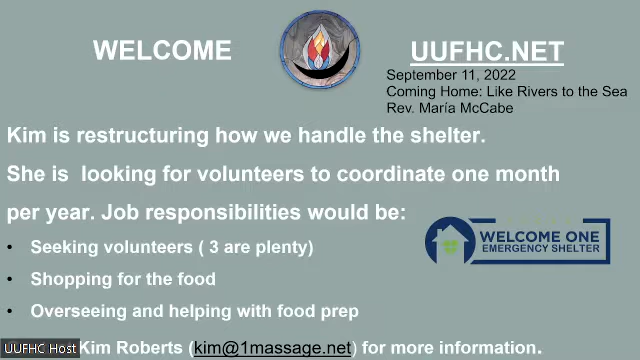 WELCOME
UUFHC.NET
September 11, 2022
Coming Home: Like Rivers to the Sea
Rev. María McCabe
Kim is restructuring how we handle the shelter.
She is looking for volunteers to coordinate one month
per year. Job responsibilities would be:
• Seeking volunteers ( 3 are plenty)
• Shopping for the food
• Overseeing and helping with food prep
WELCOME ONE
EMERGENCY SHELTER
UUFHC Host
Kim Roberts (kim@1massage.net) for more information.